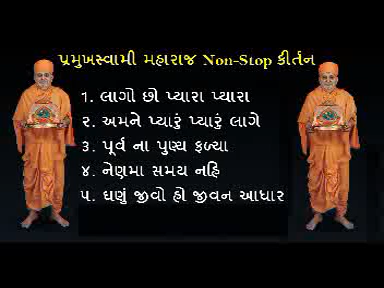 પ્રમુખસ્વામી મહારાજ Non-Stop કીર્તન
૧. લાગો છો પ્યારા પ્યારા
૨. અમને પ્યારું પ્યારું લાગે
૩. પૂર્વ ના પુણ્ય ફળ્યા
૪. નેણમા સમય નહિ
૫. ઘણું જીવો હો જીવન આધાર